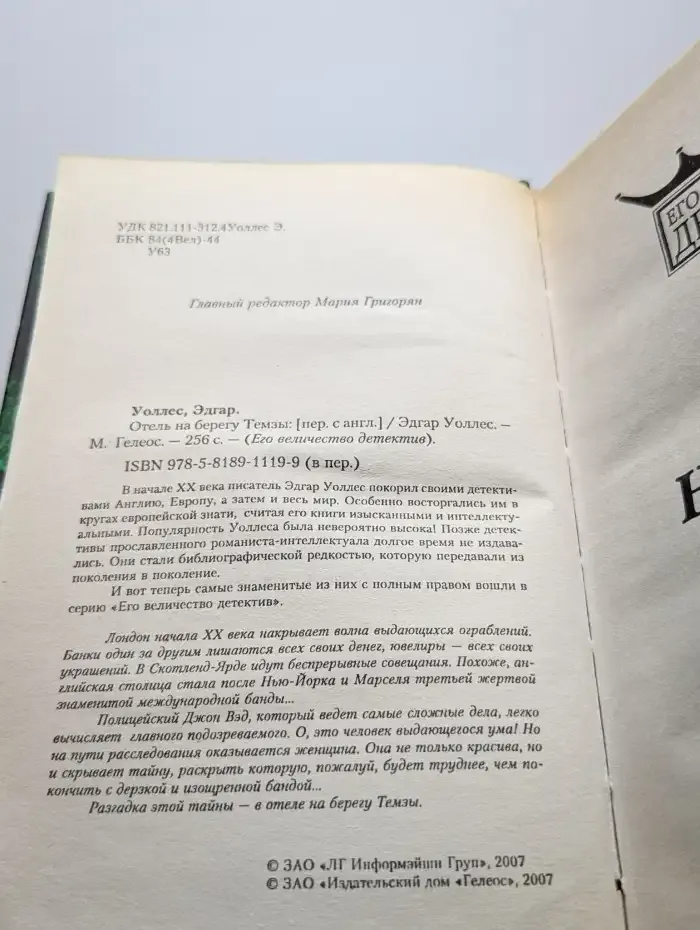 УДК 821.111-312.4Уоллес Э.
ББК 84(4Вел)-44
У63
Главный редактор Мария Григорян
Уоллес, Эдгар.
Отель на берегу Темзы: [пер. с англ.] / Эдгар Уоллес. —
М. Гелеос. — 256 с. — (Его величество детектив).
ISBN 978-5-8189-1119-9 (в пер.)
В начале XX века писатель Эдгар Уоллес покорил своими детекти-
вами Англию, Европу, а затем и весь мир. Особенно восторгались им в
кругах европейской знати, считая его книги изысканными и интеллекту-
альными. Популярность Уоллеса была невероятно высока! Позже детек-
тивы прославленного романиста-интеллектуала долгое время не издава-
лись. Они стали библиографической редкостью, которую передавали из
поколения в поколение.
И вот теперь самые знаменитые из них с полным правом вошли в
серию «Его величество детектив».
Лондон начала XX века накрывает волна выдающихся ограблений.
Банки один за другим лишаются всех своих денег, ювелиры — всех своих
украшений. В Скотленд-Ярде идут беспрерывные совещания. Похоже, ан-
глийская столица стала после Нью-Йорка и Марселя третьей жертвой
знаменитой международной банды...
Полицейский Джон Вэд, который ведет самые сложные дела, легко
вычисляет главного подозреваемого. О, это человек выдающегося ума! Но
на пути расследования оказывается женщина. Она не только красива, но
и скрывает тайну, раскрыть которую, пожалуй, будет труднее, чем по-
кончить с дерзкой и изощренной бандой...
Разгадка этой тайны — в отеле на берегу Темзы.
© ЗАО «ЛГ Информэйшн Груп», 2007
© ЗАО «Издательский дом «Гелеос», 2007
ЕГО